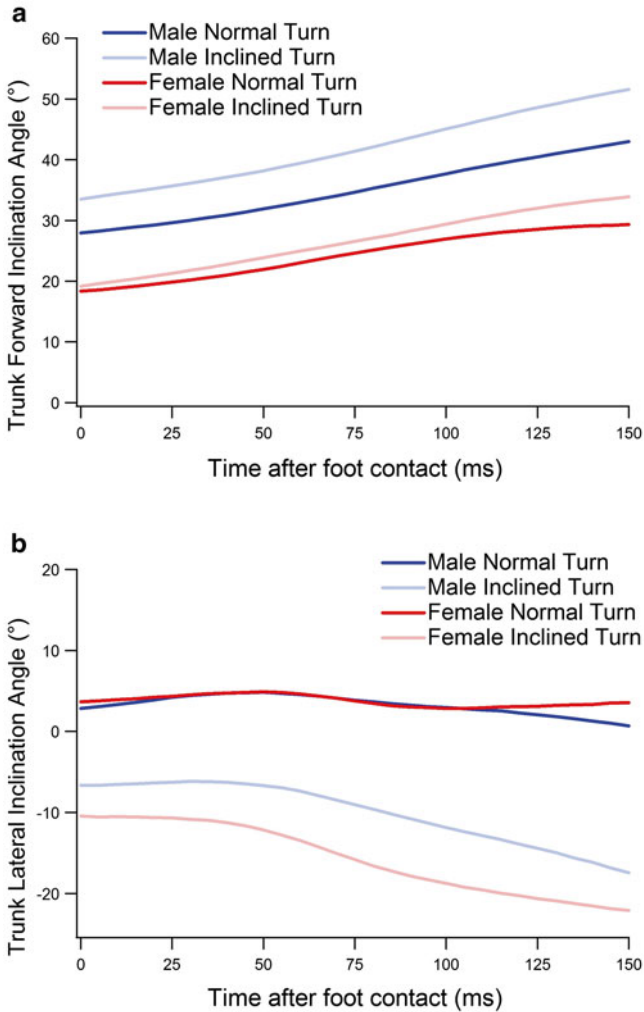 a
Male Normal Turn
Male Inclined Turn
Female Normal Turn
Female Inclined Turn
Trunk Forward Inclination Angle (°)
60
50
40
30
20
10
0
0 25 50 75 100 125 150
Time after foot contact (ms)
b
Male Normal Turn
Male Inclined Turn
Female Normal Turn
Female Inclined Turn
Trunk Lateral Inclination Angle (°)
20
10
0
-10
-20
0 25 50 75 100 125 150
Time after foot contact (ms)